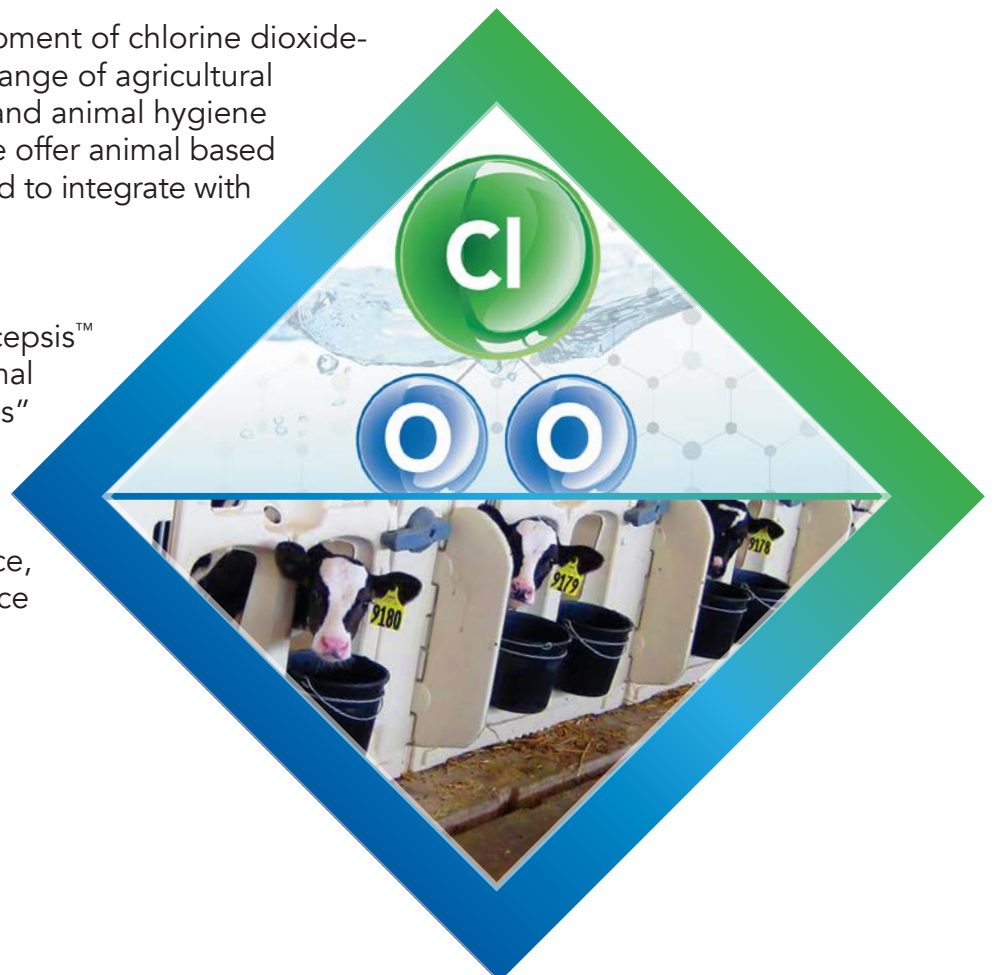 pment of chlorine dioxide-
ange of agricultural
and animal hygiene
e offer animal based
d to integrate with
cepsis™
nal
s”
ce,
ce
Cl
O O
9180
9179
9178